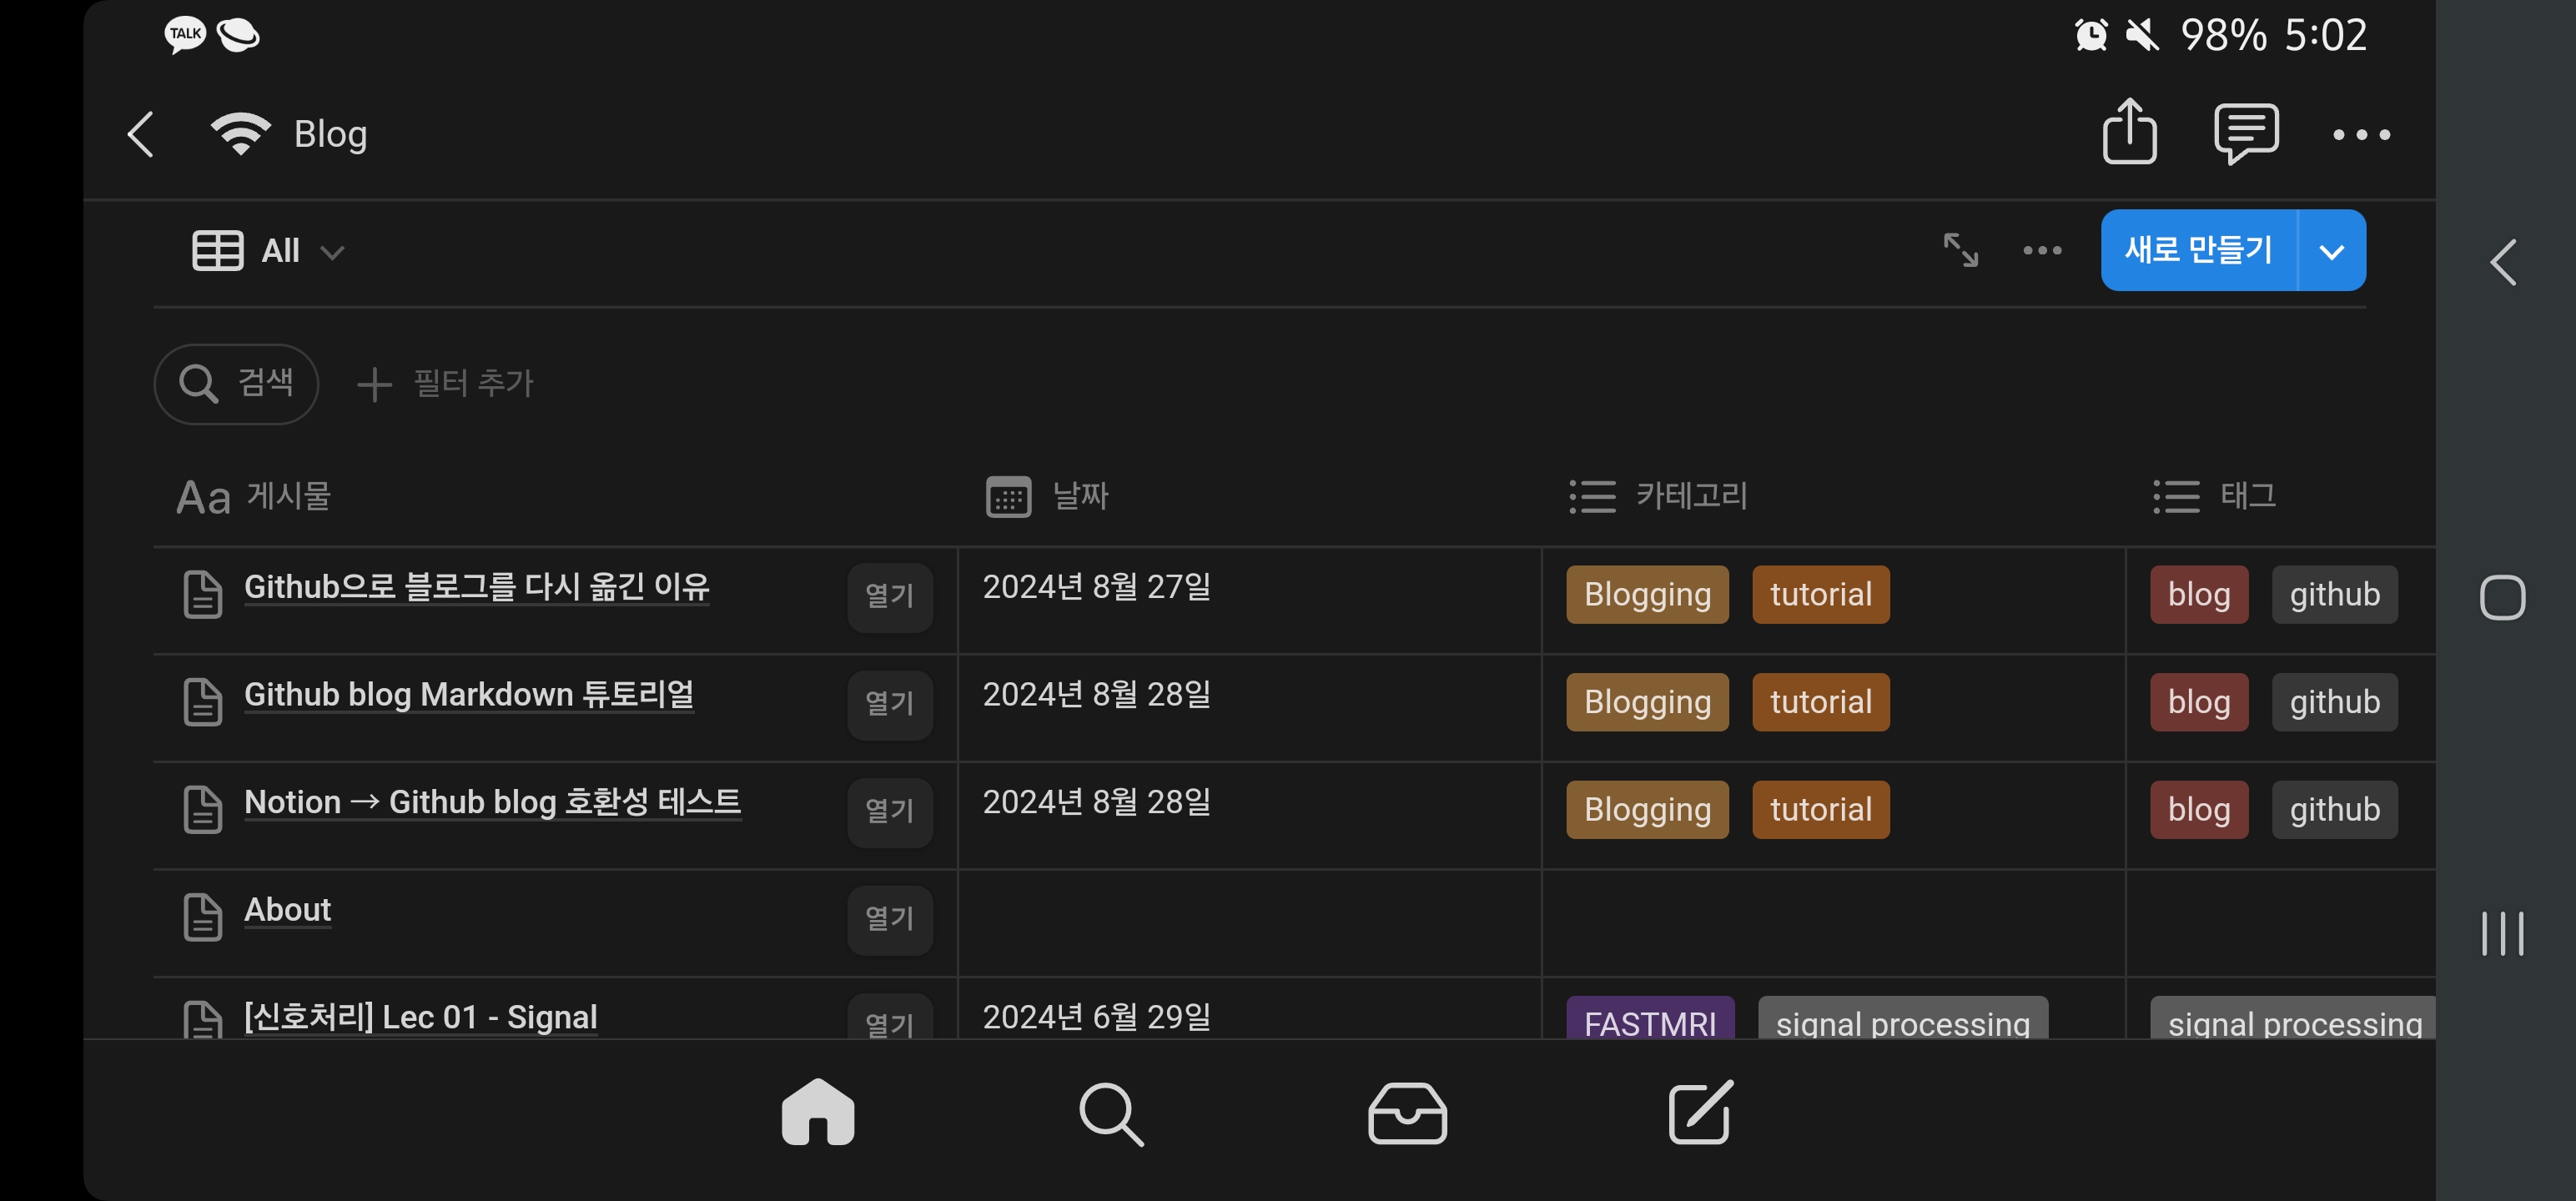 TALK 98% 5:02
Blog
All 새로 만들기
검색 필터 추가
Aa 게시물 날짜 카테고리 태그
Github으로 블로그를 다시 옮긴 이유 열기 2024년 8월 27일 Blogging tutorial blog github
Github blog Markdown 튜토리얼 열기 2024년 8월 28일 Blogging tutorial blog github
Notion → Github blog 호환성 테스트 열기 2024년 8월 28일 Blogging tutorial blog github
About 열기
[신호처리] Lec 01 - Signal 열기 2024년 6월 29일 FASTMRI signal processing signal processing